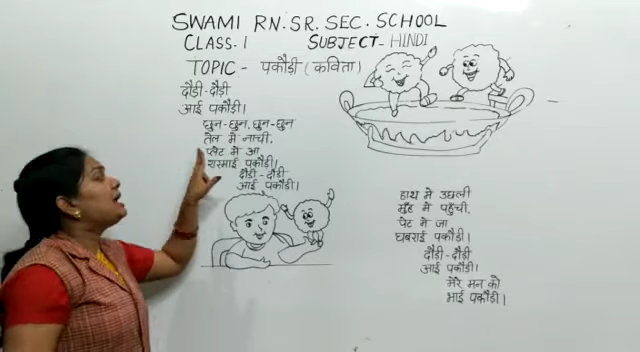 SWAMI RN. SR. SEC. SCHOOL
CLASS-1 SUBJECT- HINDI
TOPIC - पकौड़ी (कविता)
दौड़ी-दौड़ी
आई पकौड़ी।
छुन-छुन, छुन-छुन
तेल मे नाची,
प्लेट मे आ
शरमाई पकौड़ी।
दौडी-दौडी
आई पकौड़ी।
हाथ मे उछली
मुँह मे पहुँची,
पेट मे जा
घबराई पकौड़ी।
दौड़ी-दौड़ी
आई पकौड़ी।
मेरे मन को
भाई पकौड़ी।